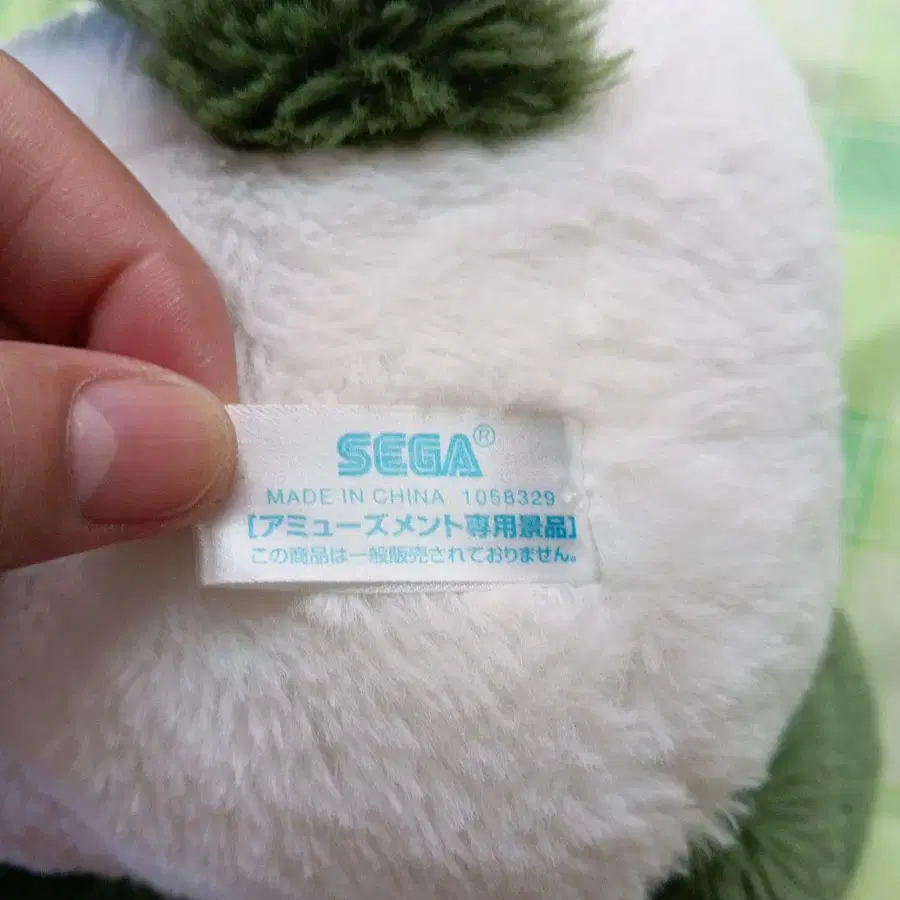 SEGA®
MADE IN CHINA 1058329
[アミューズメント専用景品]
この商品は一般販売されておりません。